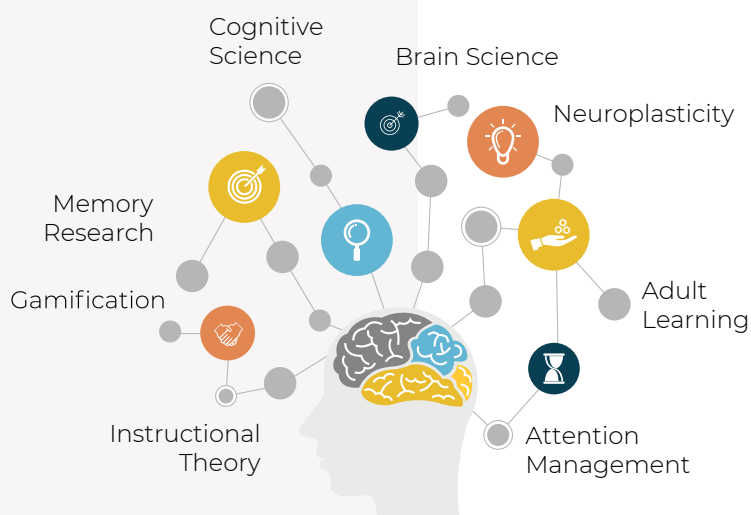 Cognitive
Science
Brain Science
Neuroplasticity
Memory
Research
Gamification
Adult
Learning
Instructional
Theory
Attention
Management